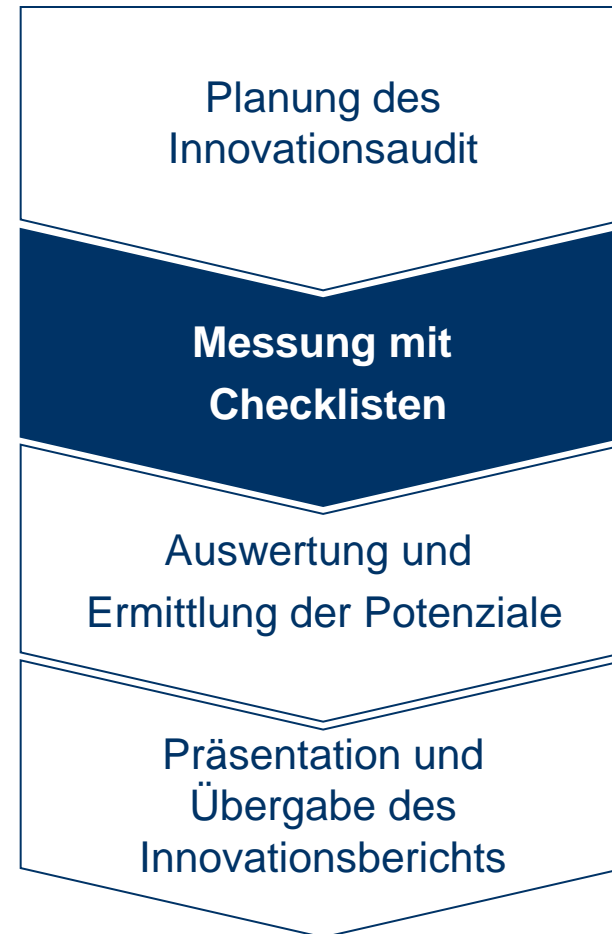 Planung des
Innovationsaudit
Messung mit
Checklisten
Auswertung und
Ermittlung der Potenziale
Präsentation und
Übergabe des
Innovationsberichts